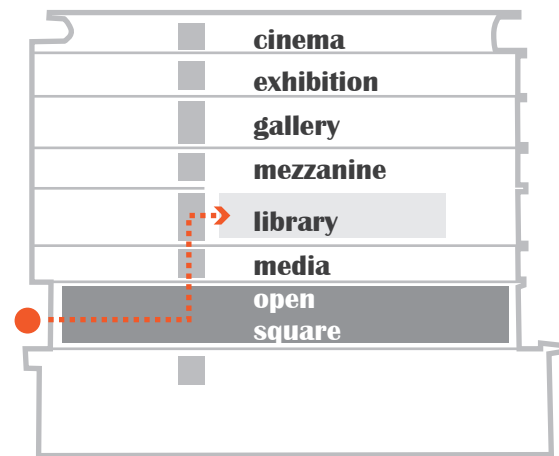 cinema
exhibition
gallery
mezzanine
library
media
open
square